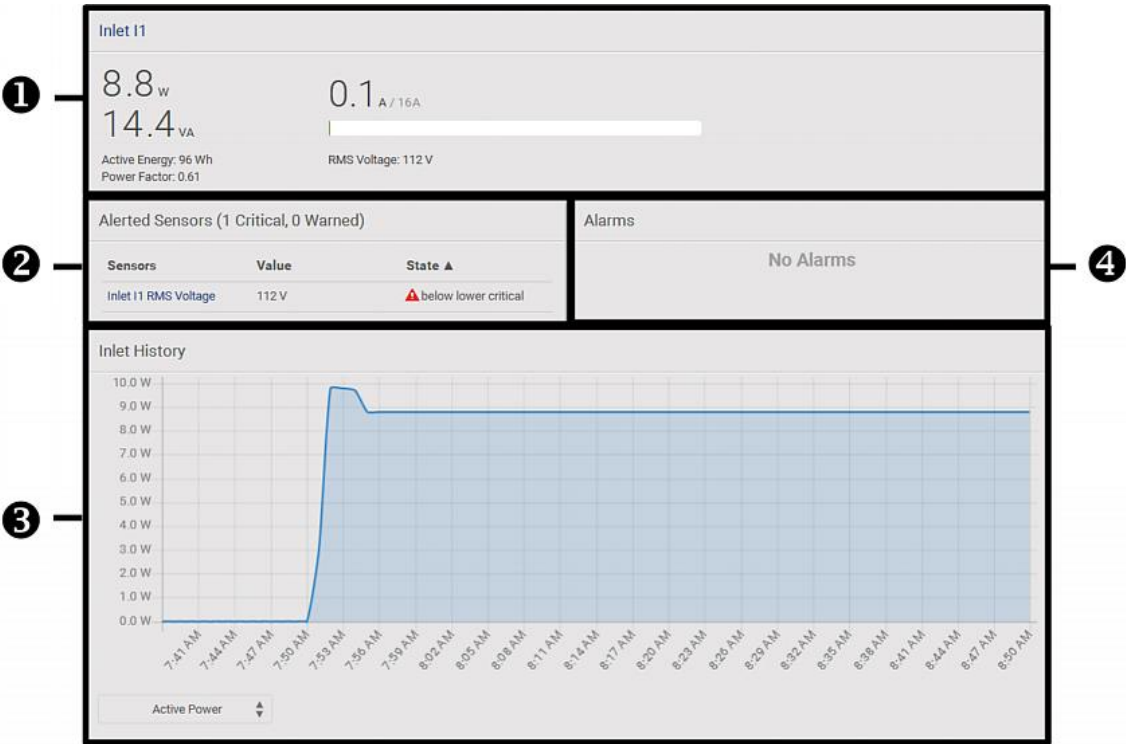 Inlet I1
❶
8.8 W
14.4 VA
0.1 A / 16A
Active Energy: 96 Wh
Power Factor: 0.61
RMS Voltage: 112 V
❷
Alerted Sensors (1 Critical, 0 Warned)
Sensors Value State ▲
Inlet I1 RMS Voltage 112 V below lower critical
Alarms
No Alarms
❹
❸
Inlet History
10.0 W
9.0 W
8.0 W
7.0 W
6.0 W
5.0 W
4.0 W
3.0 W
2.0 W
1.0 W
0.0 W
7:41 AM 7:44 AM 7:47 AM 7:50 AM 7:53 AM 7:56 AM 7:59 AM 8:02 AM 8:05 AM 8:08 AM 8:11 AM 8:14 AM 8:17 AM 8:20 AM 8:23 AM 8:26 AM 8:29 AM 8:32 AM 8:35 AM 8:38 AM 8:41 AM 8:44 AM 8:47 AM 8:50 AM
Active Power